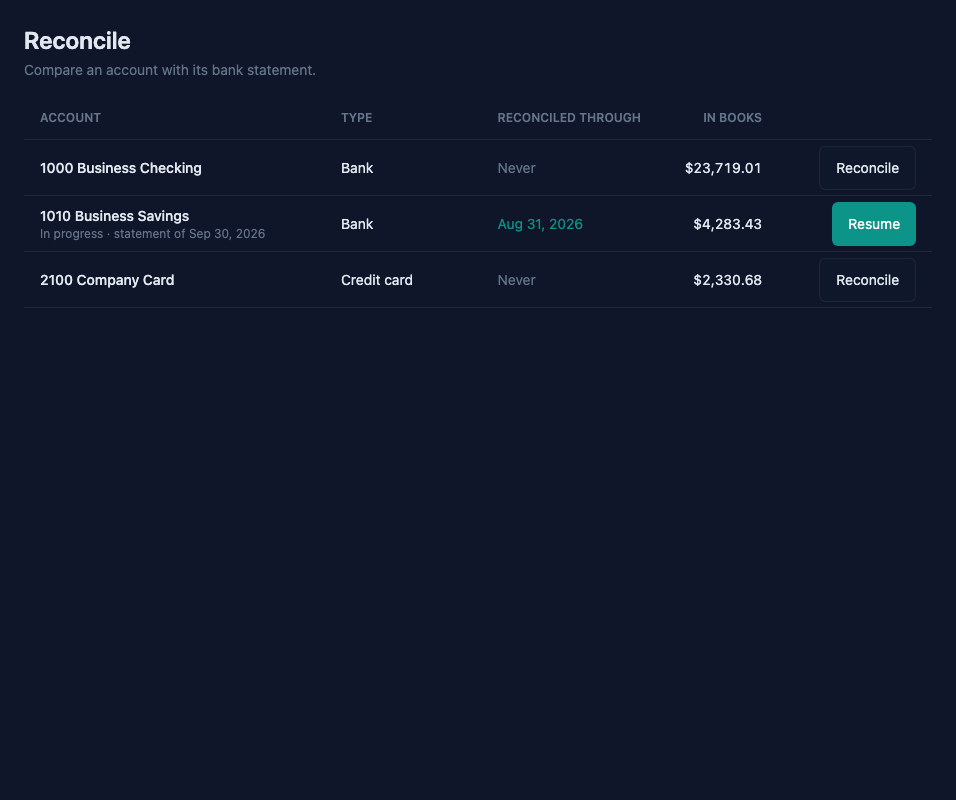 Reconcile
Compare an account with its bank statement.
ACCOUNT TYPE RECONCILED THROUGH IN BOOKS
1000 Business Checking Bank Never $23,719.01 Reconcile
1010 Business Savings Bank Aug 31, 2026 $4,283.43 Resume
In progress · statement of Sep 30, 2026
2100 Company Card Credit card Never $2,330.68 Reconcile